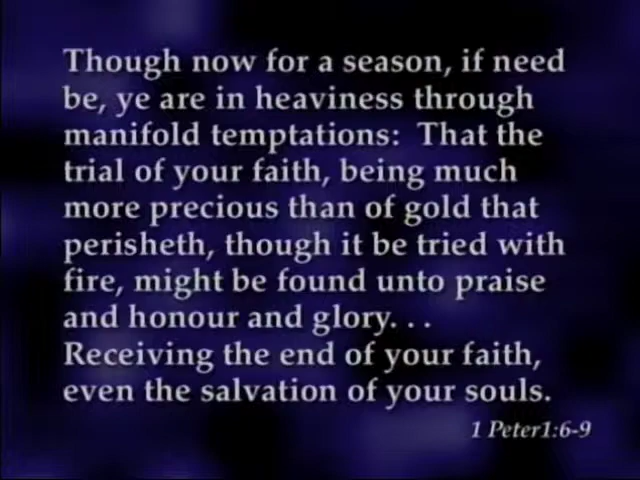 Though now for a season, if need
be, ye are in heaviness through
manifold temptations:  That the
trial of your faith, being much
more precious than of gold that
perisheth, though it be tried with
fire, might be found unto praise
and honour and glory. . .
Receiving the end of your faith,
even the salvation of your souls.
1 Peter1:6-9